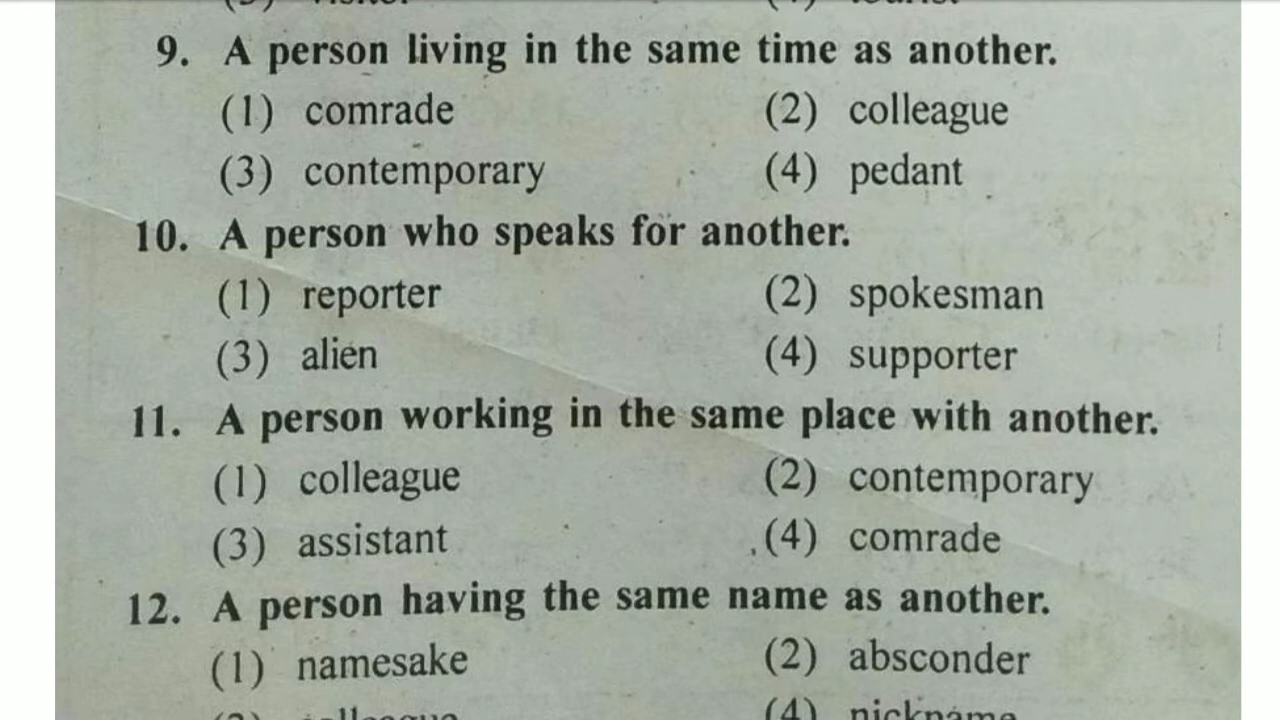 9. A person living in the same time as another.
(1) comrade (2) colleague
(3) contemporary (4) pedant
10. A person who speaks for another.
(1) reporter (2) spokesman
(3) alien (4) supporter
11. A person working in the same place with another.
(1) colleague (2) contemporary
(3) assistant (4) comrade
12. A person having the same name as another.
(1) namesake (2) absconder
(4) nickname